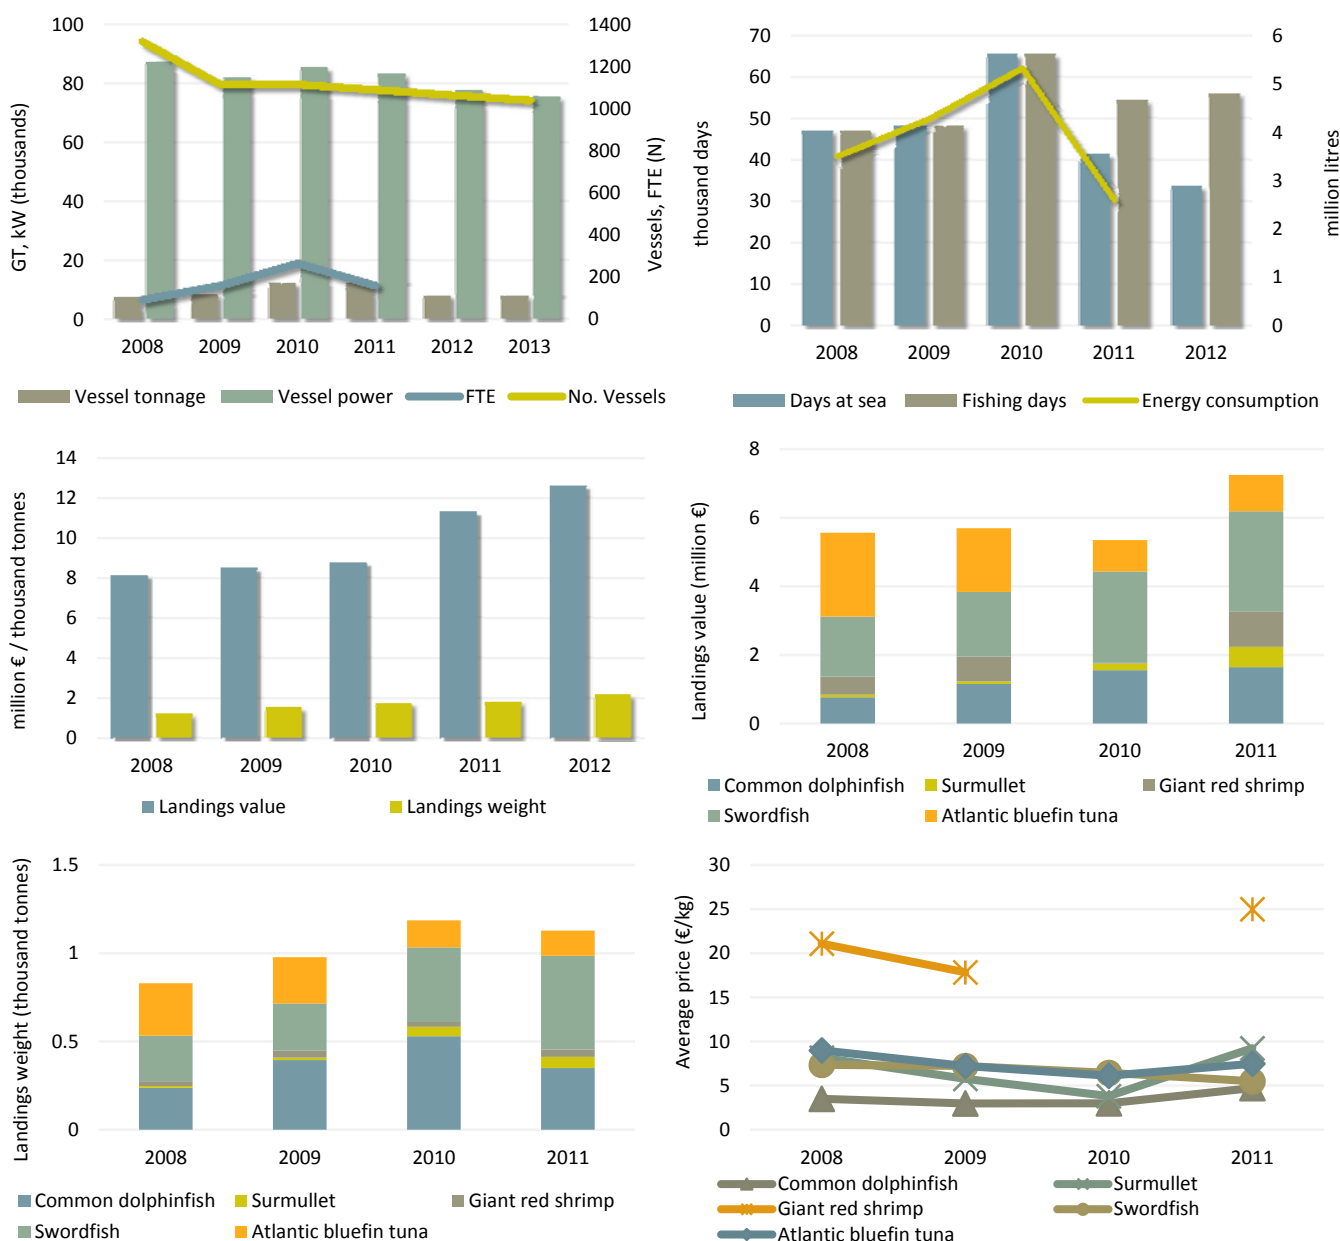 GT, kW (thousands)
100
80
60
40
20
0
1400
1200
1000
800
600
400
200
0
Vessels, FTE (N)
2008 2009 2010 2011 2012 2013
Vessel tonnage Vessel power FTE No. Vessels
thousand days
70
60
50
40
30
20
10
0
6
5
4
3
2
1
0
million litres
2008 2009 2010 2011 2012
Days at sea Fishing days Energy consumption
million € / thousand tonnes
14
12
10
8
6
4
2
0
2008 2009 2010 2011 2012
Landings value Landings weight
Landings value (million €)
8
6
4
2
0
2008 2009 2010 2011
Common dolphinfish Surmullet Giant red shrimp
Swordfish Atlantic bluefin tuna
Landings weight (thousand tonnes)
1.5
1
0.5
0
2008 2009 2010 2011
Common dolphinfish Surmullet Giant red shrimp
Swordfish Atlantic bluefin tuna
Average price (€/kg)
30
25
20
15
10
5
0
2008 2009 2010 2011
Common dolphinfish Surmullet
Giant red shrimp Swordfish
Atlantic bluefin tuna